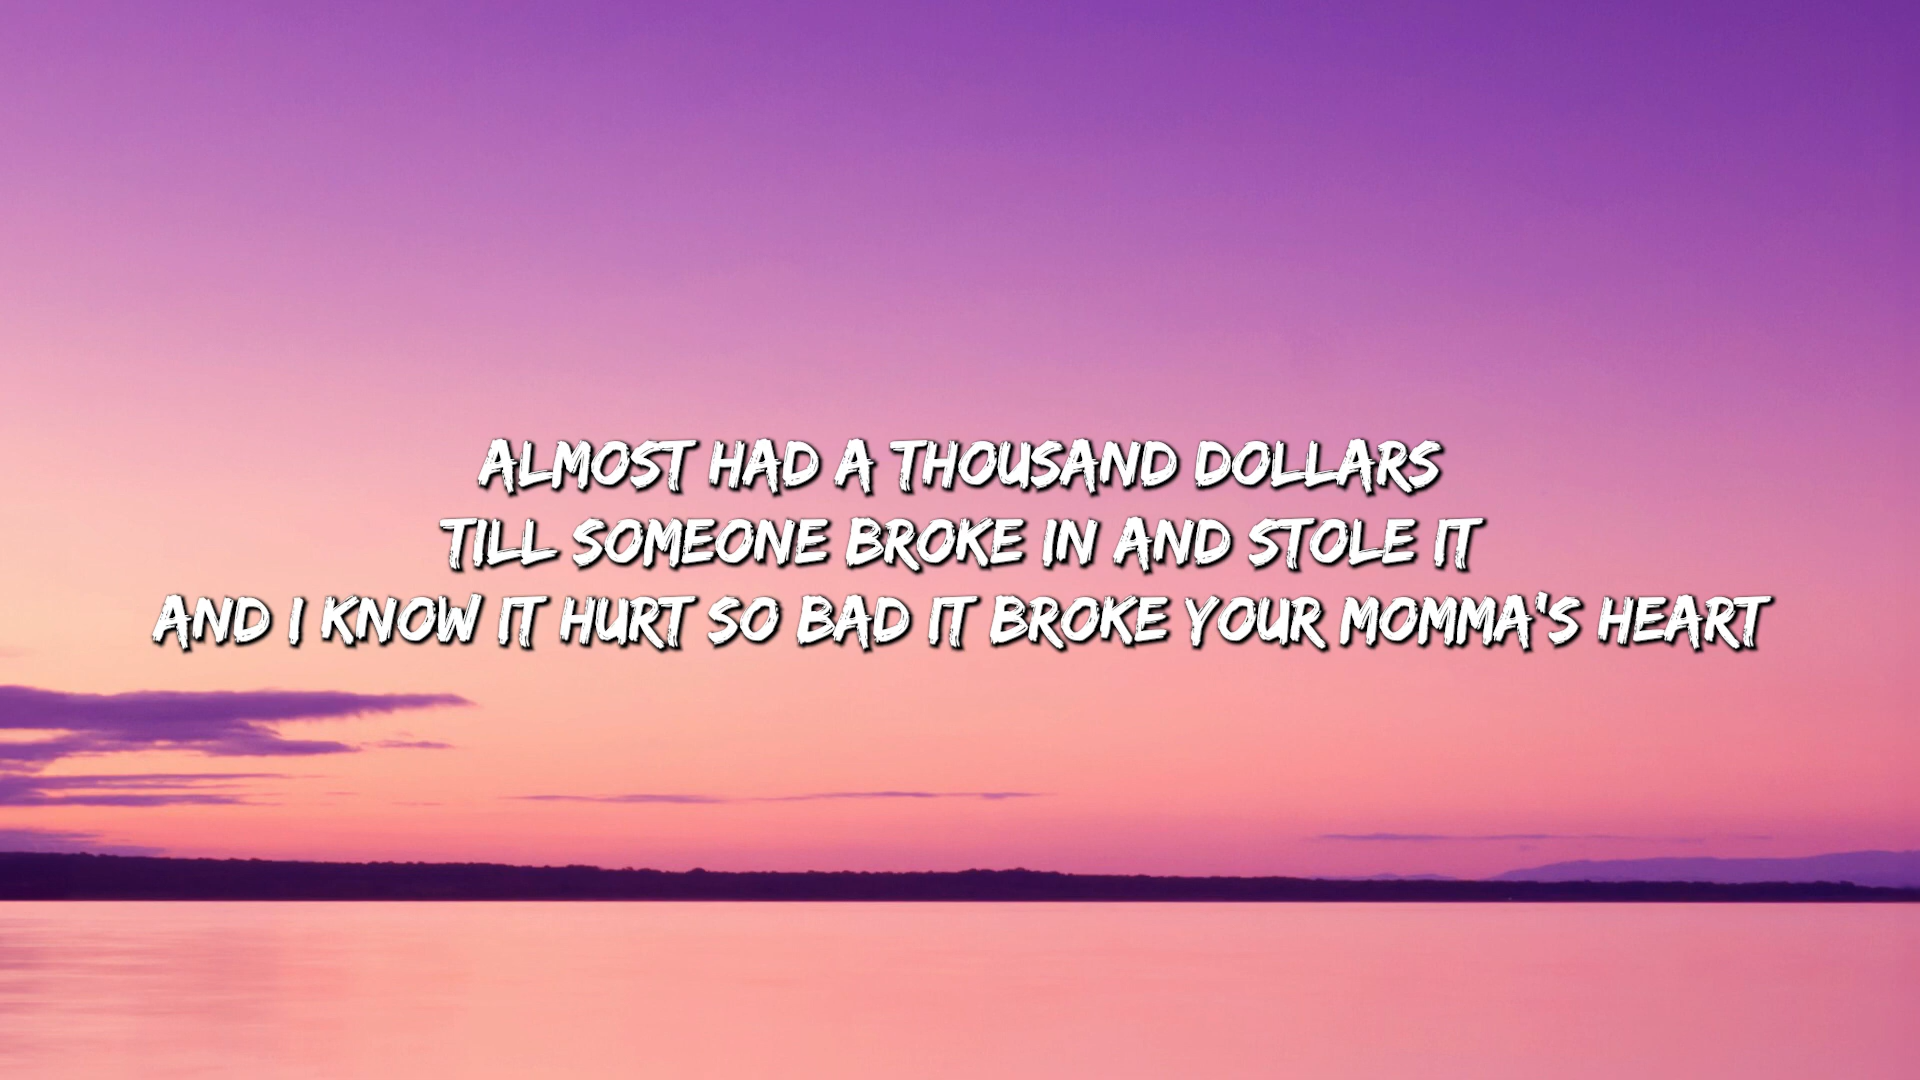 ALMOST HAD A THOUSAND DOLLARS
TILL SOMEONE BROKE IN AND STOLE IT
AND I KNOW IT HURT SO BAD IT BROKE YOUR MOMMA'S HEART